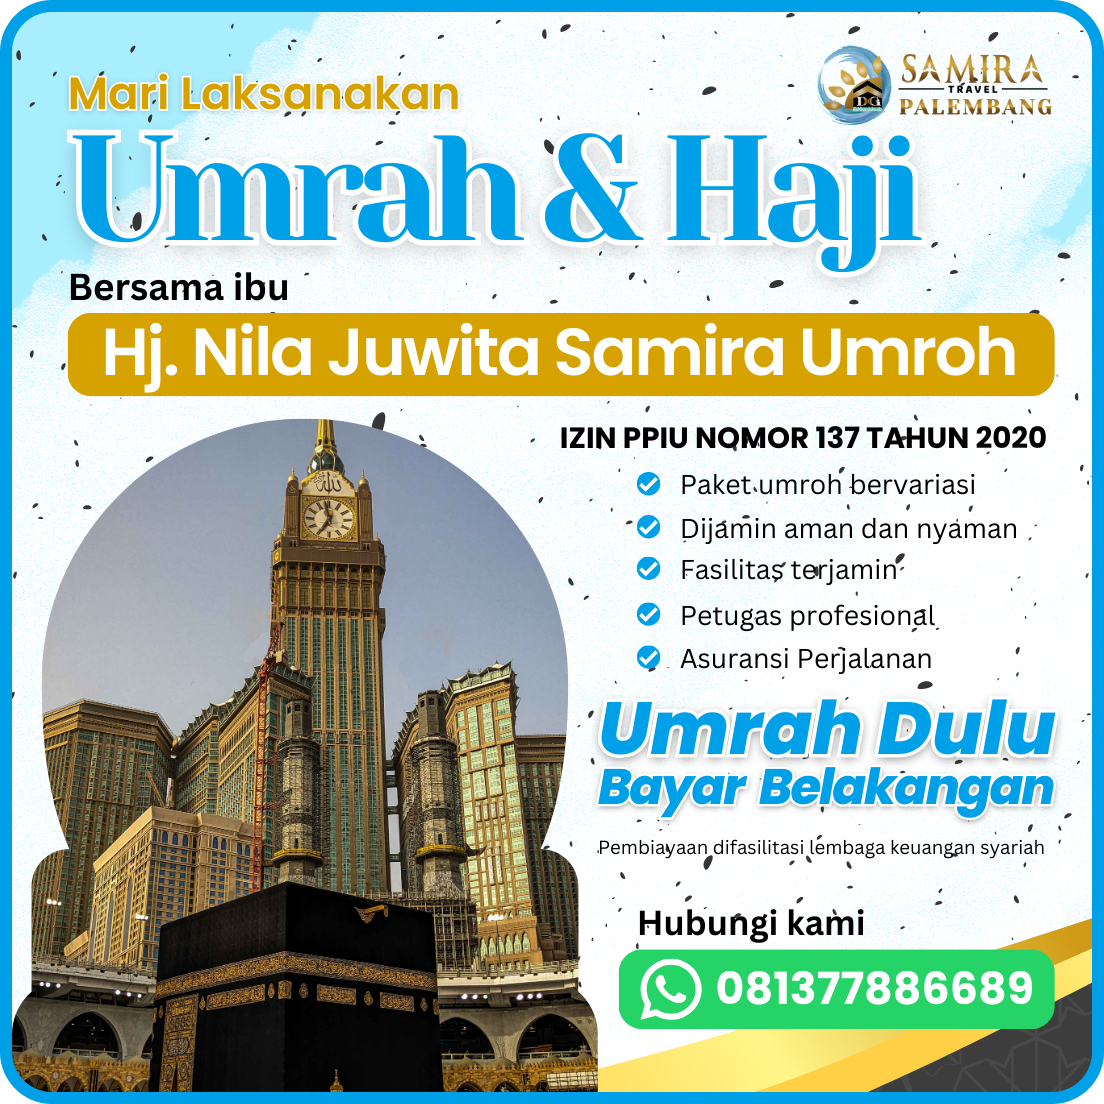 SAMIRA
TRAVEL
PALEMBANG
DG
Mari Laksanakan
Umrah & Haji
Bersama ibu
Hj. Nila Juwita Samira Umroh
IZIN PPIU NOMOR 137 TAHUN 2020
Paket umroh bervariasi
Dijamin aman dan nyaman
Fasilitas terjamin
Petugas profesional
Asuransi Perjalanan
Umrah Dulu
Bayar Belakangan
Pembiayaan difasilitasi lembaga keuangan syariah
Hubungi kami
081377886689